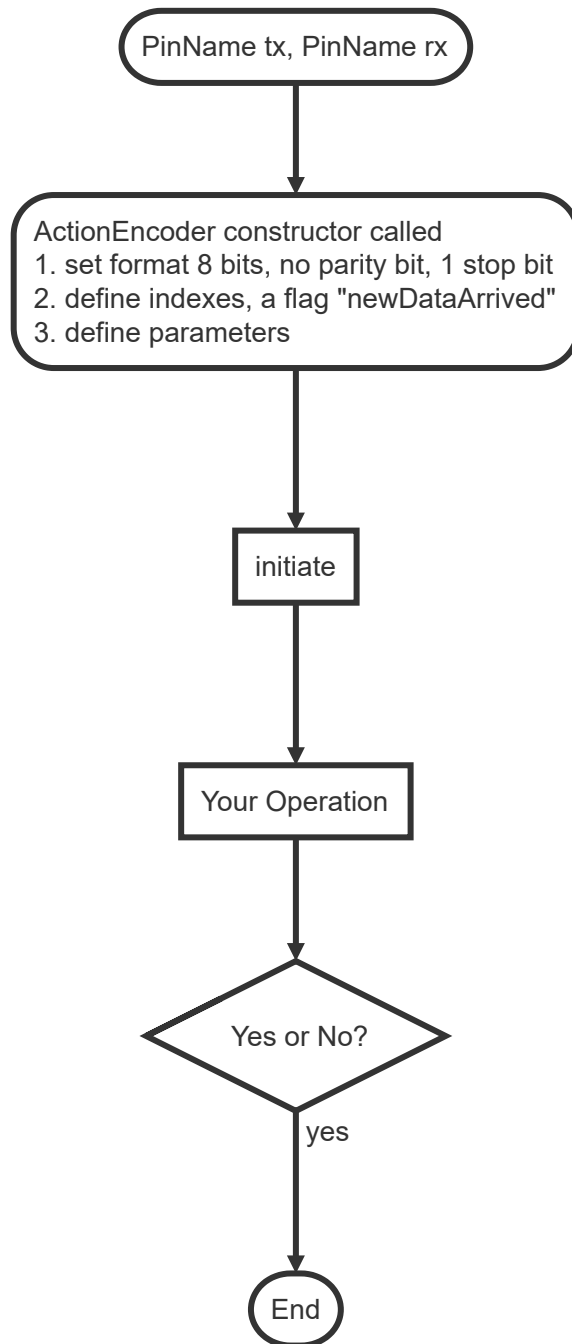 PinName tx, PinName rx
ActionEncoder constructor called
1. set format 8 bits, no parity bit, 1 stop bit
2. define indexes, a flag "newDataArrived"
3. define parameters
initiate
Your Operation
Yes or No?
yes
End